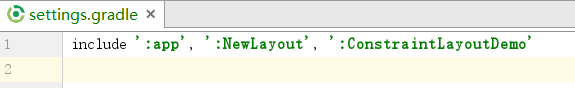 settings.gradle
1 include ':app', ':NewLayout', ':ConstraintLayoutDemo'
2